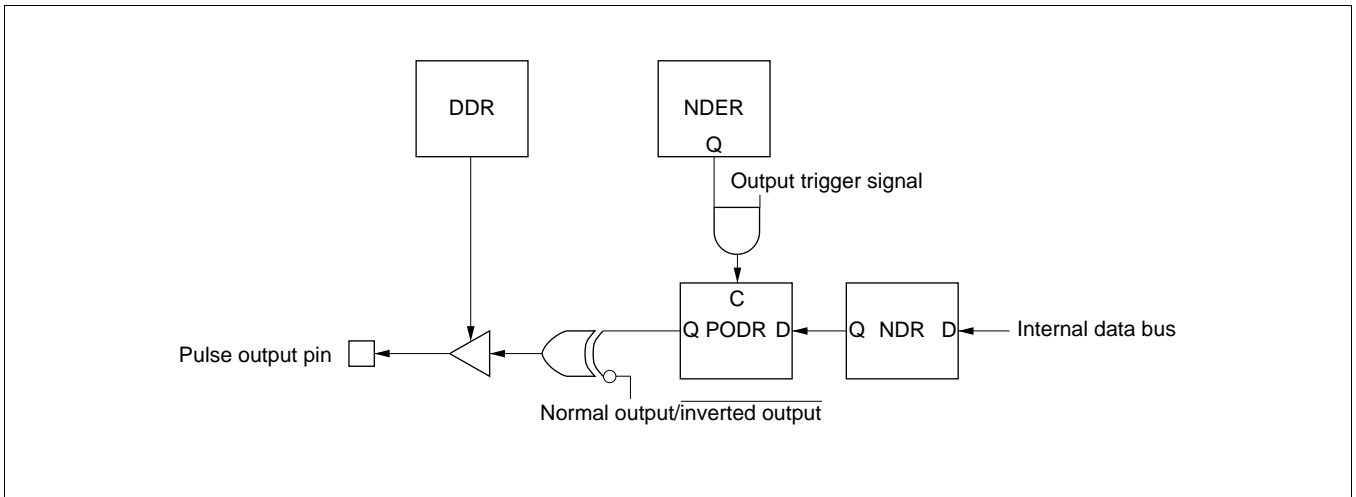 DDR
NDER
Q
Output trigger signal
C
Q PODR D
Q NDR D
Internal data bus
Pulse output pin
Normal output/inverted output